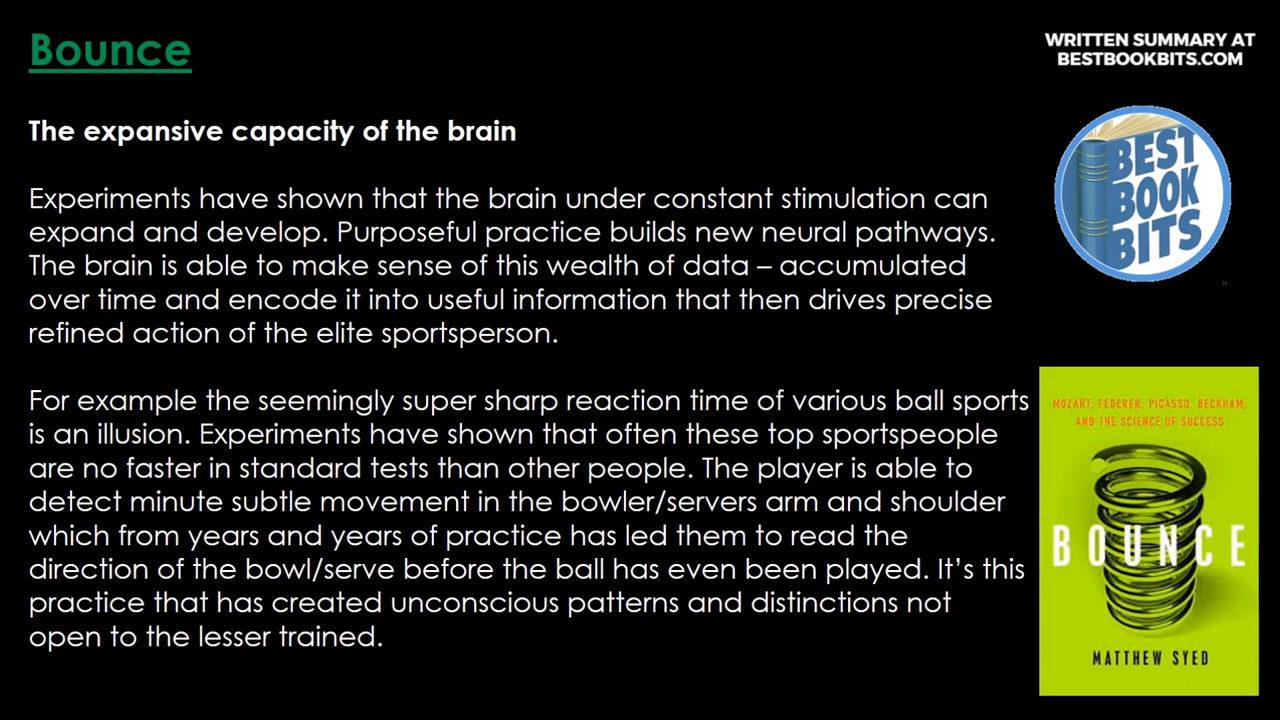 Bounce
WRITTEN SUMMARY AT
BESTBOOKBITS.COM
The expansive capacity of the brain
BEST
BOOK
BITS
Experiments have shown that the brain under constant stimulation can
expand and develop. Purposeful practice builds new neural pathways.
The brain is able to make sense of this wealth of data – accumulated
over time and encode it into useful information that then drives precise
refined action of the elite sportsperson.
For example the seemingly super sharp reaction time of various ball sports
is an illusion. Experiments have shown that often these top sportspeople
are no faster in standard tests than other people. The player is able to
detect minute subtle movement in the bowler/servers arm and shoulder
which from years and years of practice has led them to read the
direction of the bowl/serve before the ball has even been played. It’s this
practice that has created unconscious patterns and distinctions not
open to the lesser trained.
MOZART, FEDERER, PICASSO, BECKHAM,
AND THE SCIENCE OF SUCCESS
BOUNCE
MATTHEW SYED